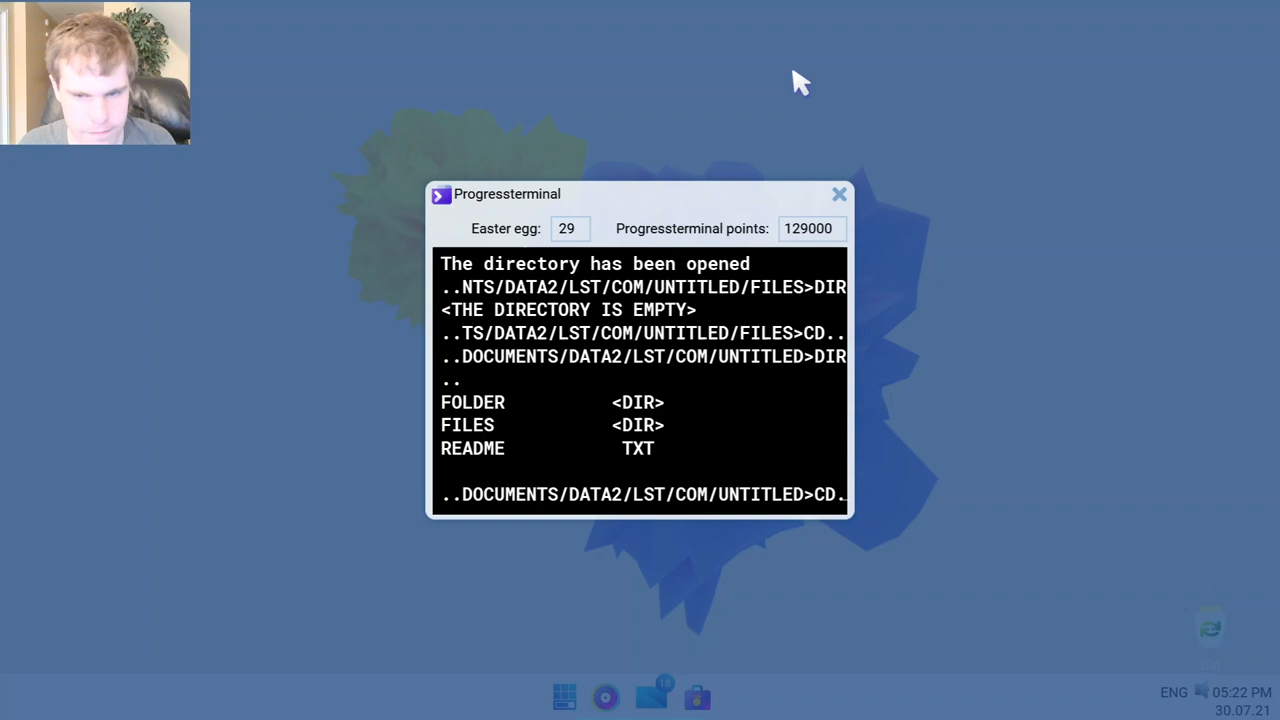 Progressterminal
Easter egg: 29 Progressterminal points: 129000
The directory has been opened
..NTS/DATA2/LST/COM/UNTITLED/FILES>DIR
<THE DIRECTORY IS EMPTY>
..TS/DATA2/LST/COM/UNTITLED/FILES>CD..
..DOCUMENTS/DATA2/LST/COM/UNTITLED>DIR
..
FOLDER <DIR>
FILES <DIR>
README TXT
..DOCUMENTS/DATA2/LST/COM/UNTITLED>CD._
Bin
18
ENG 05:22 PM
30.07.21